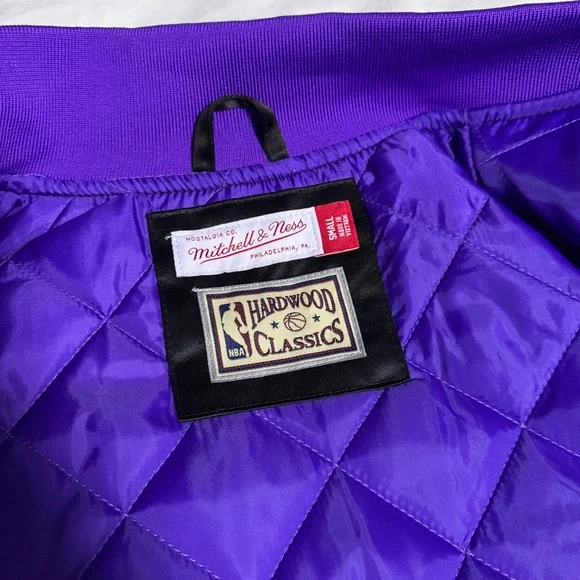 NOSTALGIA CO.
Mitchell & Ness
PHILADELPHIA, PA.
SMALL
MADE IN
VIETNAM
HARDWOOD
CLASSICS
NBA